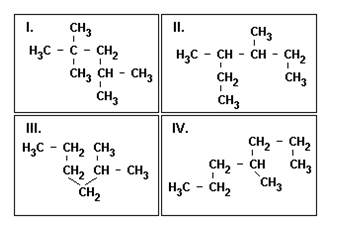 I.
CH₃
H₃C - C - CH₂
CH₃ CH - CH₃
CH₃
II.
CH₃
H₃C - CH - CH - CH₂
CH₂ CH₃
CH₃
III.
H₃C - CH₂ CH₃
CH₂ CH - CH₃
CH₂
IV.
CH₂ - CH₂
CH₂ - CH CH₃
H₃C - CH₂ CH₃